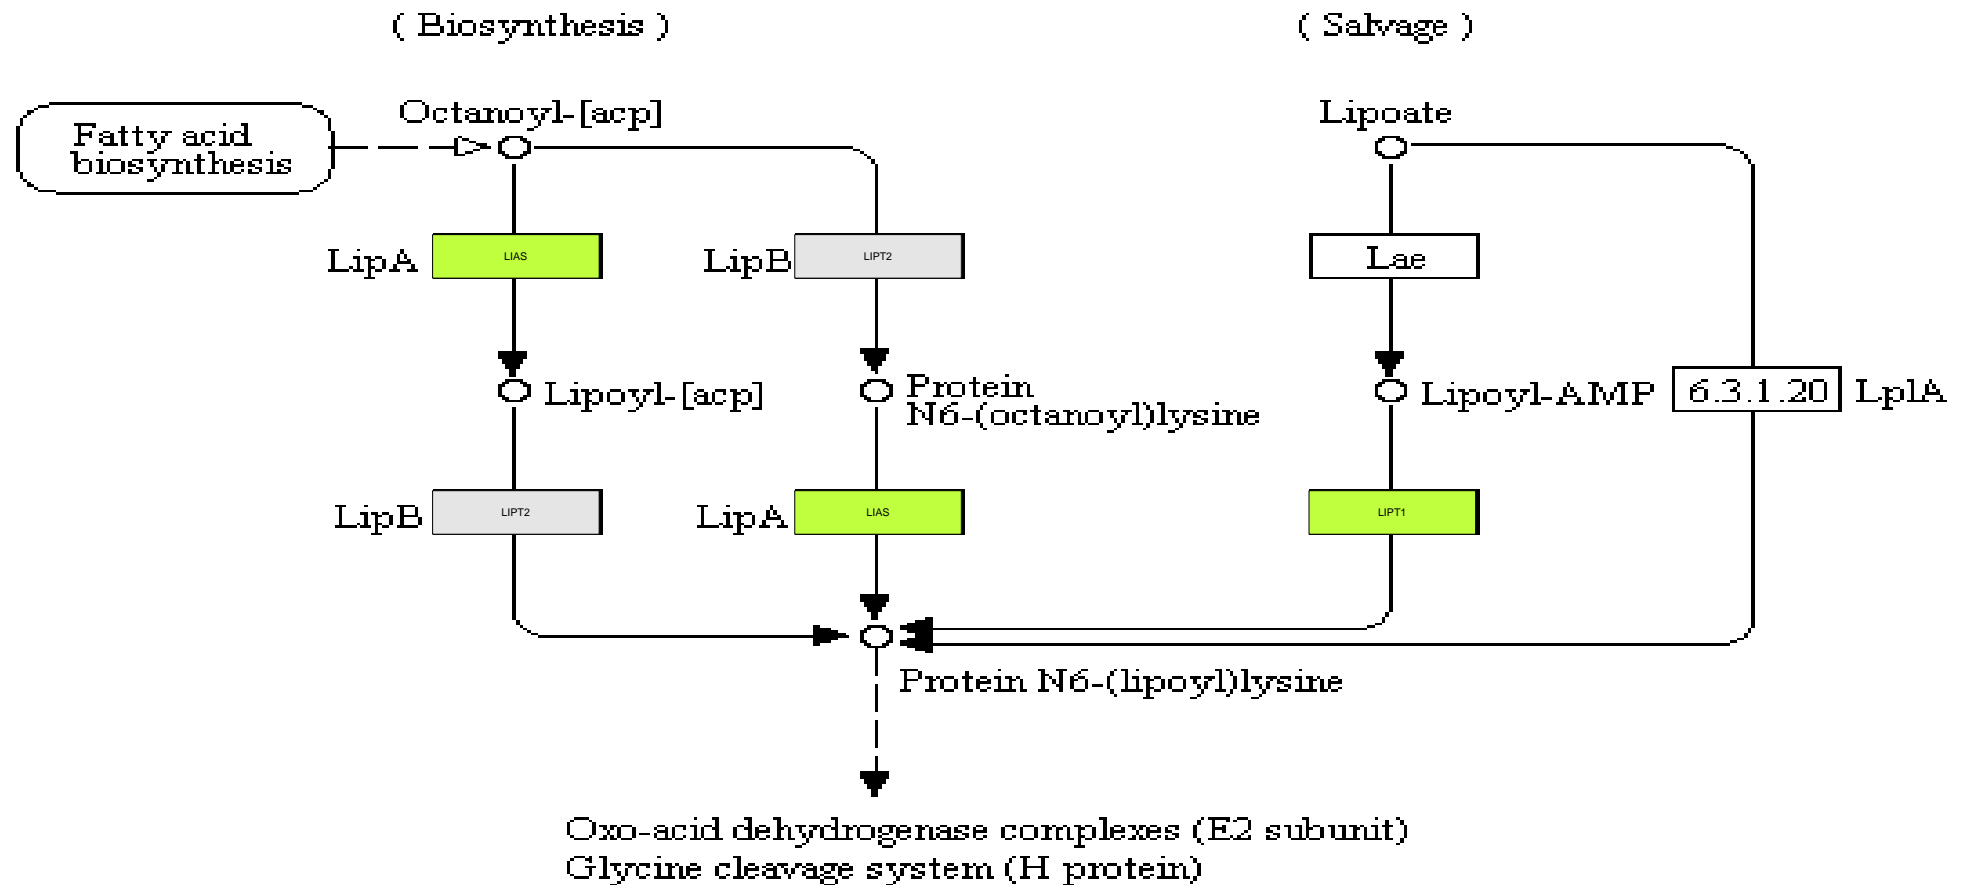 ( Biosynthesis )
( Salvage )
Octanoyl-[acp]
Lipoate
Fatty acid
biosynthesis
LipA
LIAS
LipB
LIPT2
Lae
Lipoyl-[acp]
Protein
N6-(octanoyl)lysine
Lipoyl-AMP
6.3.1.20
LplA
LipB
LIPT2
LipA
LIAS
LIPT1
Protein N6-(lipoyl)lysine
Oxo-acid dehydrogenase complexes (E2 subunit)
Glycine cleavage system (H protein)